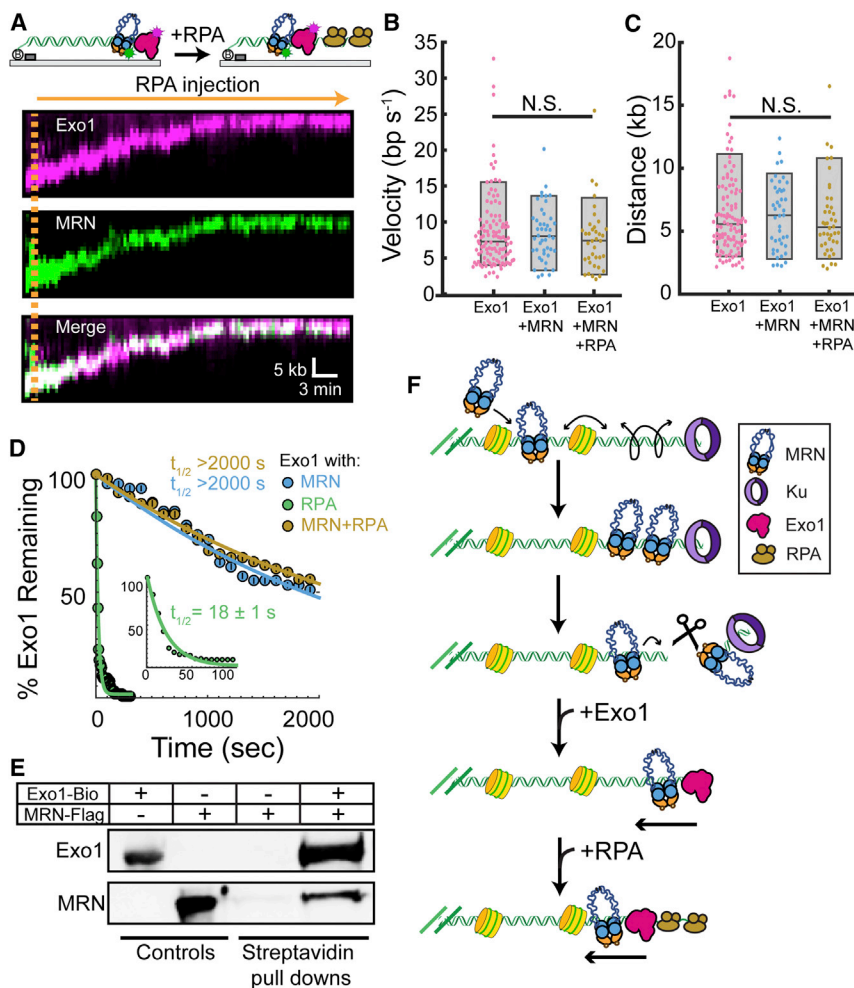 A
+RPA
B
RPA injection
Exo1
MRN
Merge
5 kb
3 min
B
Velocity (bp s⁻¹)
35
30
25
20
15
10
5
0
N.S.
Exo1
Exo1
+MRN
Exo1
+MRN
+RPA
C
Distance (kb)
20
15
10
5
0
N.S.
Exo1
Exo1
+MRN
Exo1
+MRN
+RPA
D
% Exo1 Remaining
100
50
t1/2 >2000 s
t1/2 >2000 s
Exo1 with:
MRN
RPA
MRN+RPA
t1/2= 18 ± 1 s
100
50
0
0 50 100
0 1000 2000
Time (sec)
E
Exo1-Bio + - - +
MRN-Flag - + + +
Exo1
MRN
Controls
Streptavidin
pull downs
F
MRN
Ku
Exo1
RPA
+Exo1
+RPA